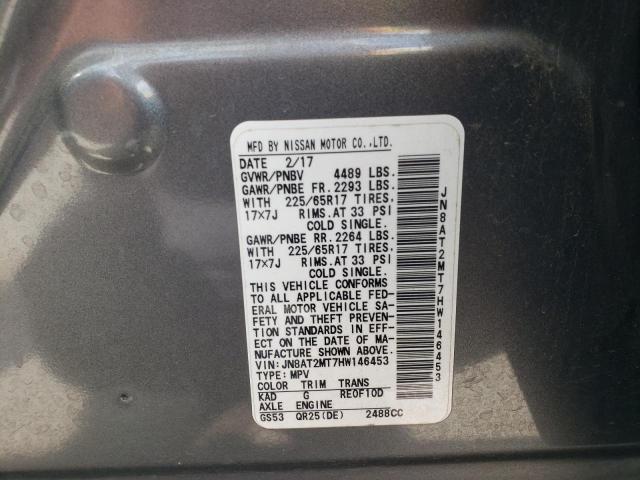 MFD BY NISSAN MOTOR CO.,LTD.
DATE 2/17
GVWR/PNBV 4489 LBS.
GAWR/PNBE FR. 2293 LBS.
WITH 225/65R17 TIRES.
17X7J RIMS.AT 33 PSI
COLD SINGLE.
GAWR/PNBE RR. 2264 LBS.
WITH 225/65R17 TIRES.
17X7J RIMS.AT 33 PSI
COLD SINGLE.
THIS VEHICLE CONFORMS
TO ALL APPLICABLE FED-
ERAL MOTOR VEHICLE SA-
FETY AND THEFT PREVEN-
TION STANDARDS IN EFF-
ECT ON THE DATE OF MA-
NUFACTURE SHOWN ABOVE.
VIN: JN8AT2MT7HW146453
TYPE: MPV
COLOR TRIM TRANS
KAD G RE0F10D
AXLE ENGINE
GS53 QR25(DE) 2488CC
JN8AT2MT7HW146453